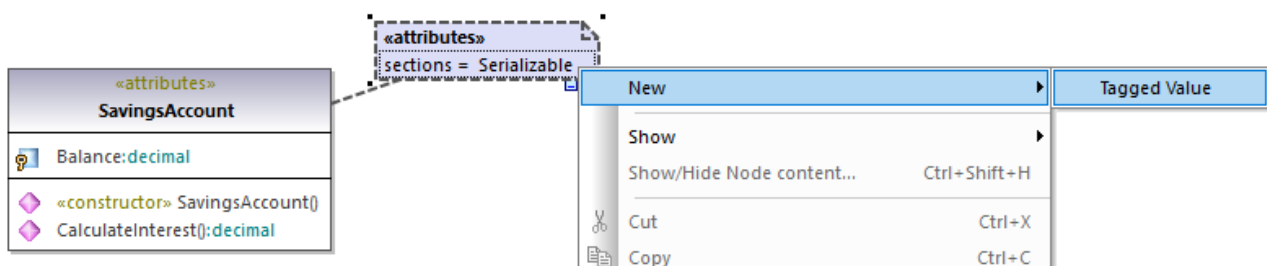 «attributes»
sections = Serializable
«attributes»
SavingsAccount
Balance:decimal
«constructor» SavingsAccount()
CalculateInterest():decimal
New
Tagged Value
Show
Show/Hide Node content... Ctrl+Shift+H
Cut Ctrl+X
Copy Ctrl+C